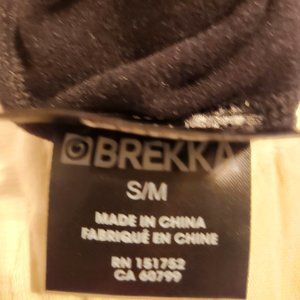 BREKKA
S/M
MADE IN CHINA
FABRIQUÉ EN CHINE
RN 151752
CA 60799